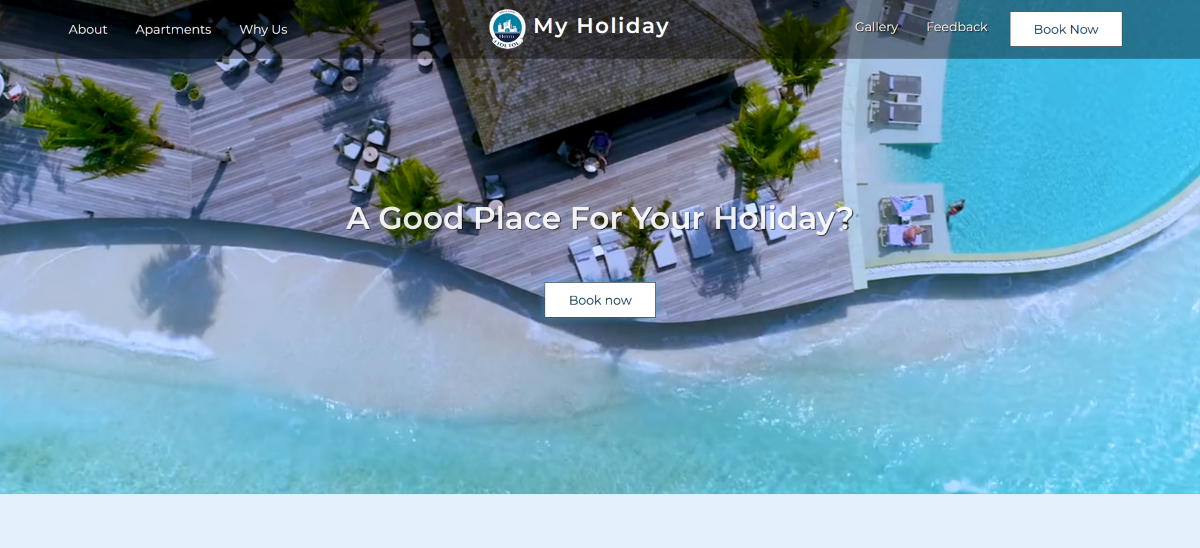 About
Apartments
Why Us
My Holiday
Gallery
Feedback
Book Now
A Good Place For Your Holiday?
Book now